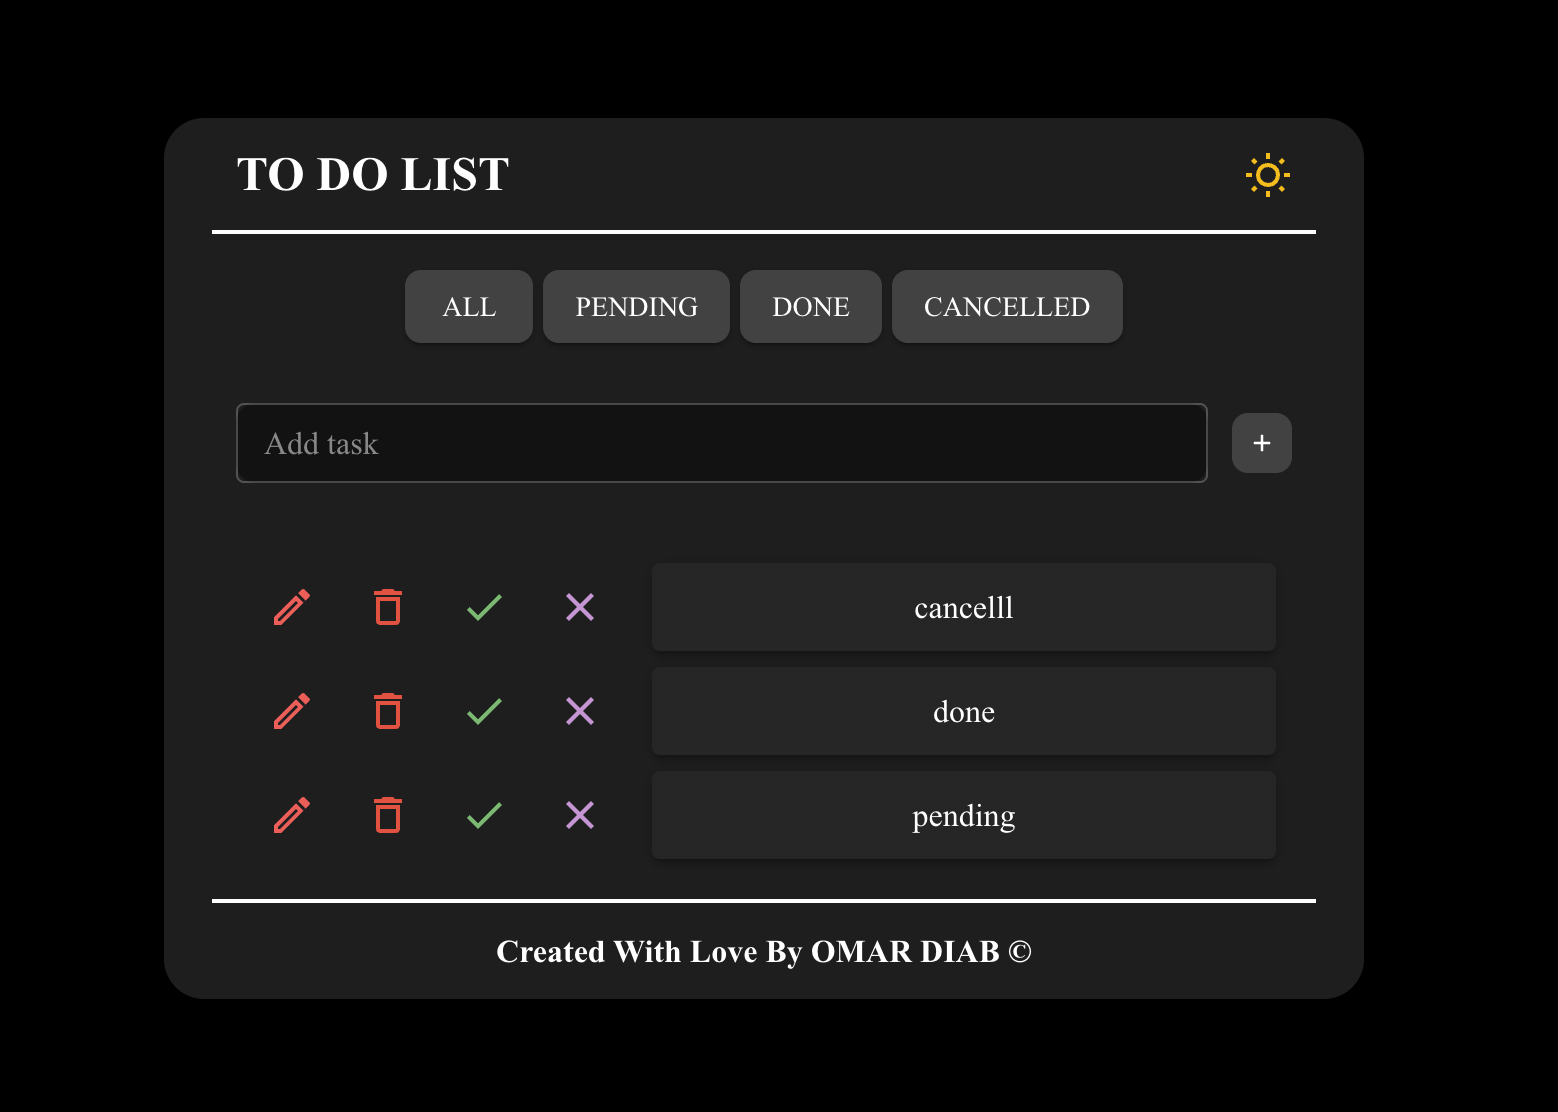 TO DO LIST
ALL PENDING DONE CANCELLED
Add task +
cancelll
done
pending
Created With Love By OMAR DIAB ©